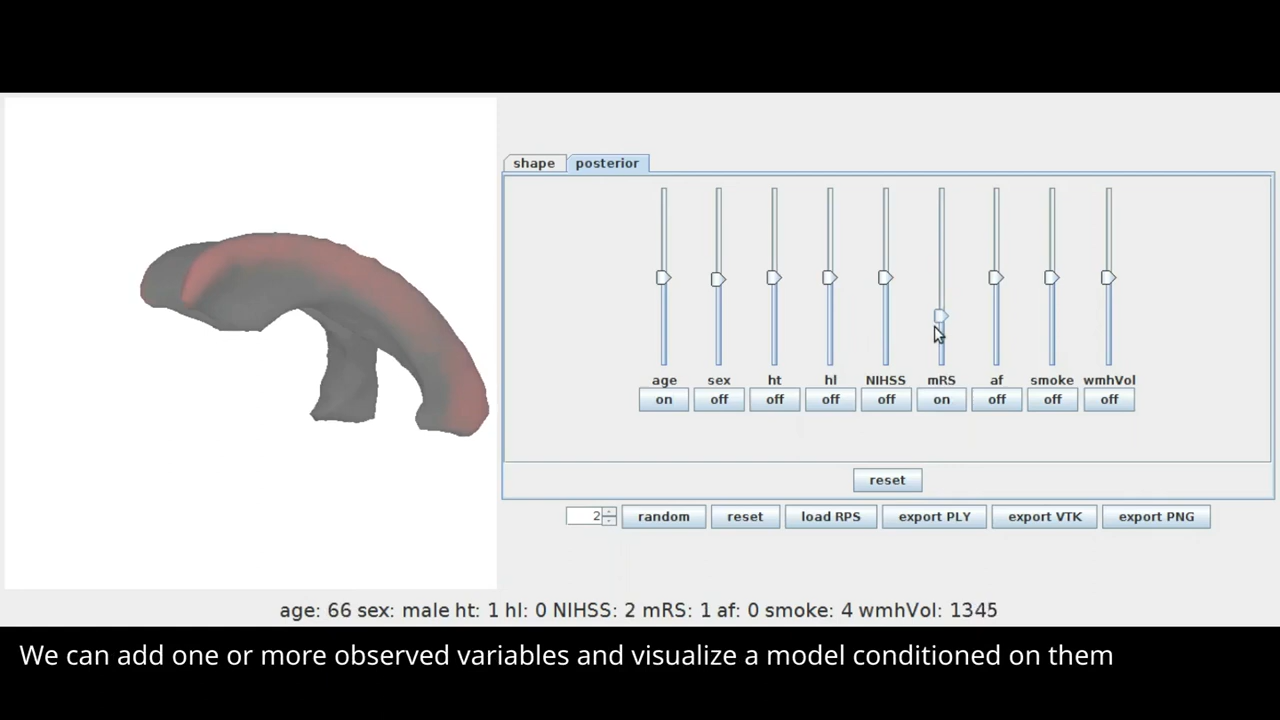 shape posterior
age sex ht hl NIHSS mRS af smoke wmhVol
on off off off off on off off off
reset
2 random reset load RPS export PLY export VTK export PNG
age: 66 sex: male ht: 1 hl: 0 NIHSS: 2 mRS: 1 af: 0 smoke: 4 wmhVol: 1345
We can add one or more observed variables and visualize a model conditioned on them